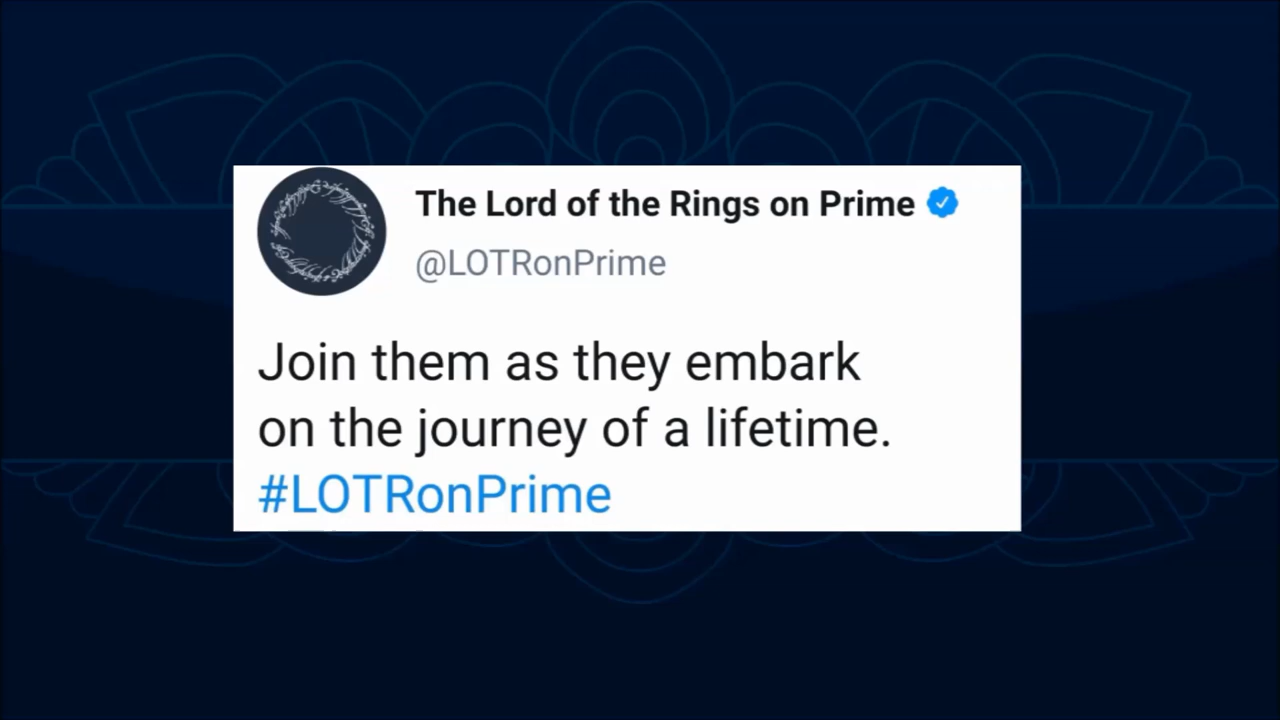 The Lord of the Rings on Prime
@LOTRonPrime
Join them as they embark
on the journey of a lifetime.
#LOTRonPrime